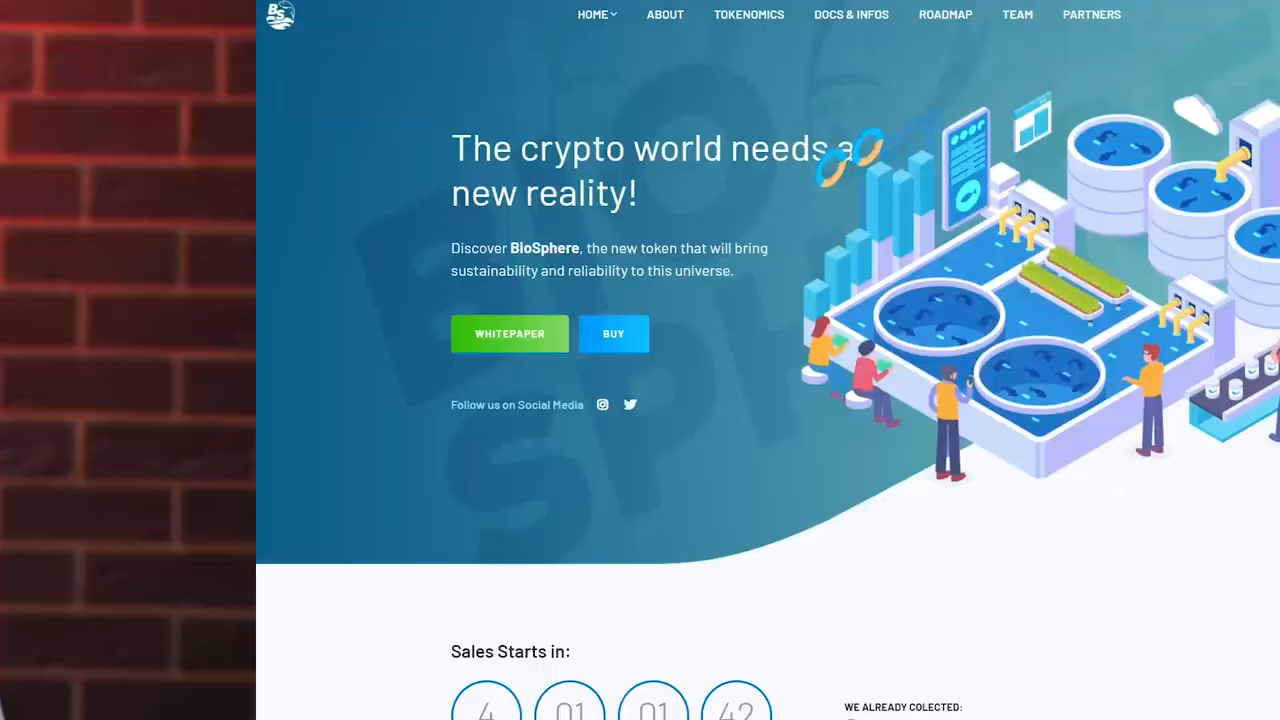 BS
HOME
ABOUT
TOKENOMICS
DOCS & INFOS
ROADMAP
TEAM
PARTNERS
The crypto world needs a
new reality!
Discover BioSphere, the new token that will bring
sustainability and reliability to this universe.
WHITEPAPER
BUY
Follow us on Social Media
BIO
SPH
Sales Starts in:
4 01 01 42
WE ALREADY COLECTED: